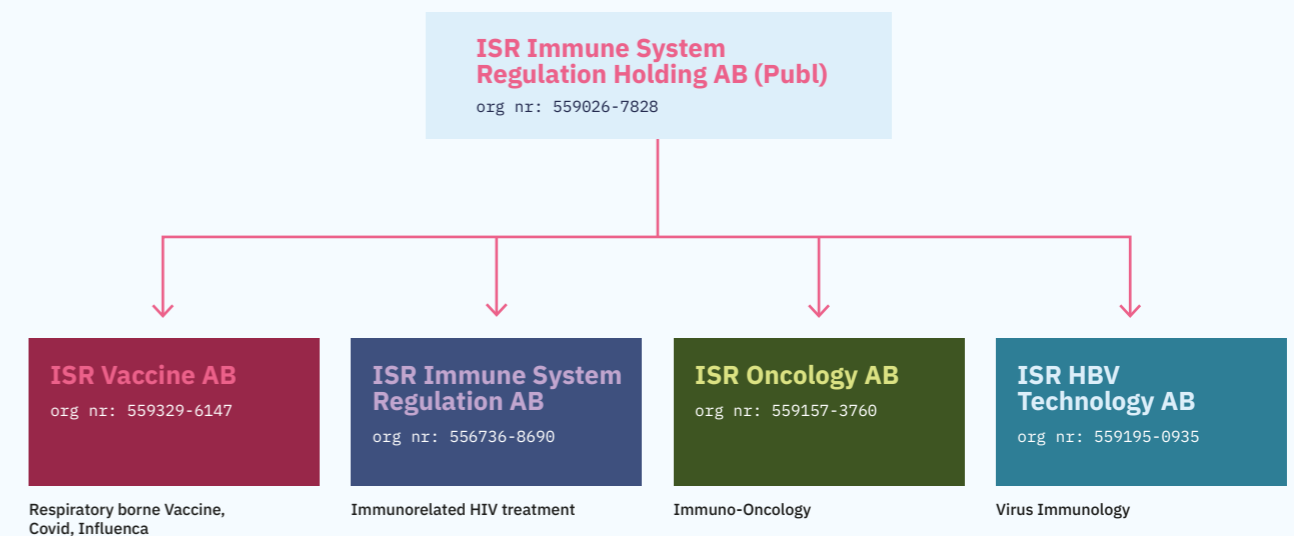 ISR Immune System
Regulation Holding AB (Publ)
org nr: 559026-7828
ISR Vaccine AB
org nr: 559329-6147
Respiratory borne Vaccine,
Covid, Influenca
ISR Immune System
Regulation AB
org nr: 556736-8690
Immunorelated HIV treatment
ISR Oncology AB
org nr: 559157-3760
Immuno-Oncology
ISR HBV
Technology AB
org nr: 559195-0935
Virus Immunology